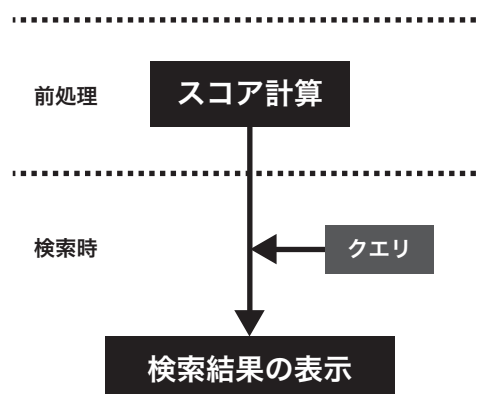 前処理
スコア計算
検索時
クエリ
検索結果の表示